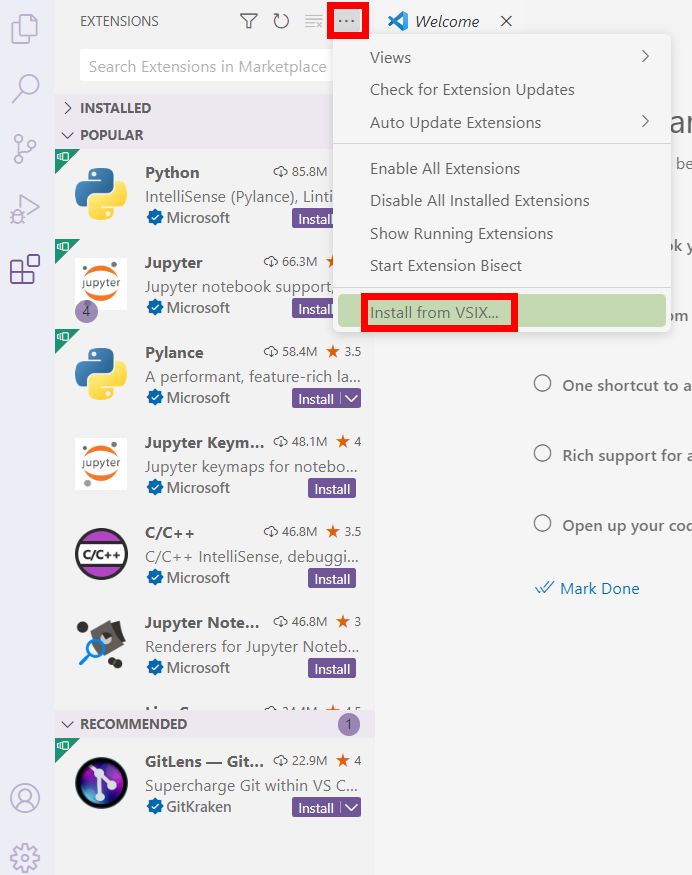 EXTENSIONS
Welcome
Search Extensions in Marketplace
Views
Check for Extension Updates
Auto Update Extensions
Enable All Extensions
Disable All Installed Extensions
Show Running Extensions
Start Extension Bisect
Install from VSIX...
INSTALLED
POPULAR
Python 85.8M
IntelliSense (Pylance), Linti
Microsoft Install
Jupyter 66.3M
Jupyter notebook support,
Microsoft Install
jupyter
4
Pylance 58.4M 3.5
A performant, feature-rich la...
Microsoft Install
Jupyter Keym... 48.1M 4
Jupyter keymaps for notebo...
Microsoft Install
jupyter
C/C++ 46.8M 3.5
C/C++ IntelliSense, debuggi...
Microsoft Install
C/C++
Jupyter Note... 46.8M 3
Renderers for Jupyter Noteb...
Microsoft Install
RECOMMENDED 1
GitLens — Git... 22.9M 4
Supercharge Git within VS C...
GitKraken Install
be
One shortcut to a
Rich support for a
Open up your cod
Mark Done